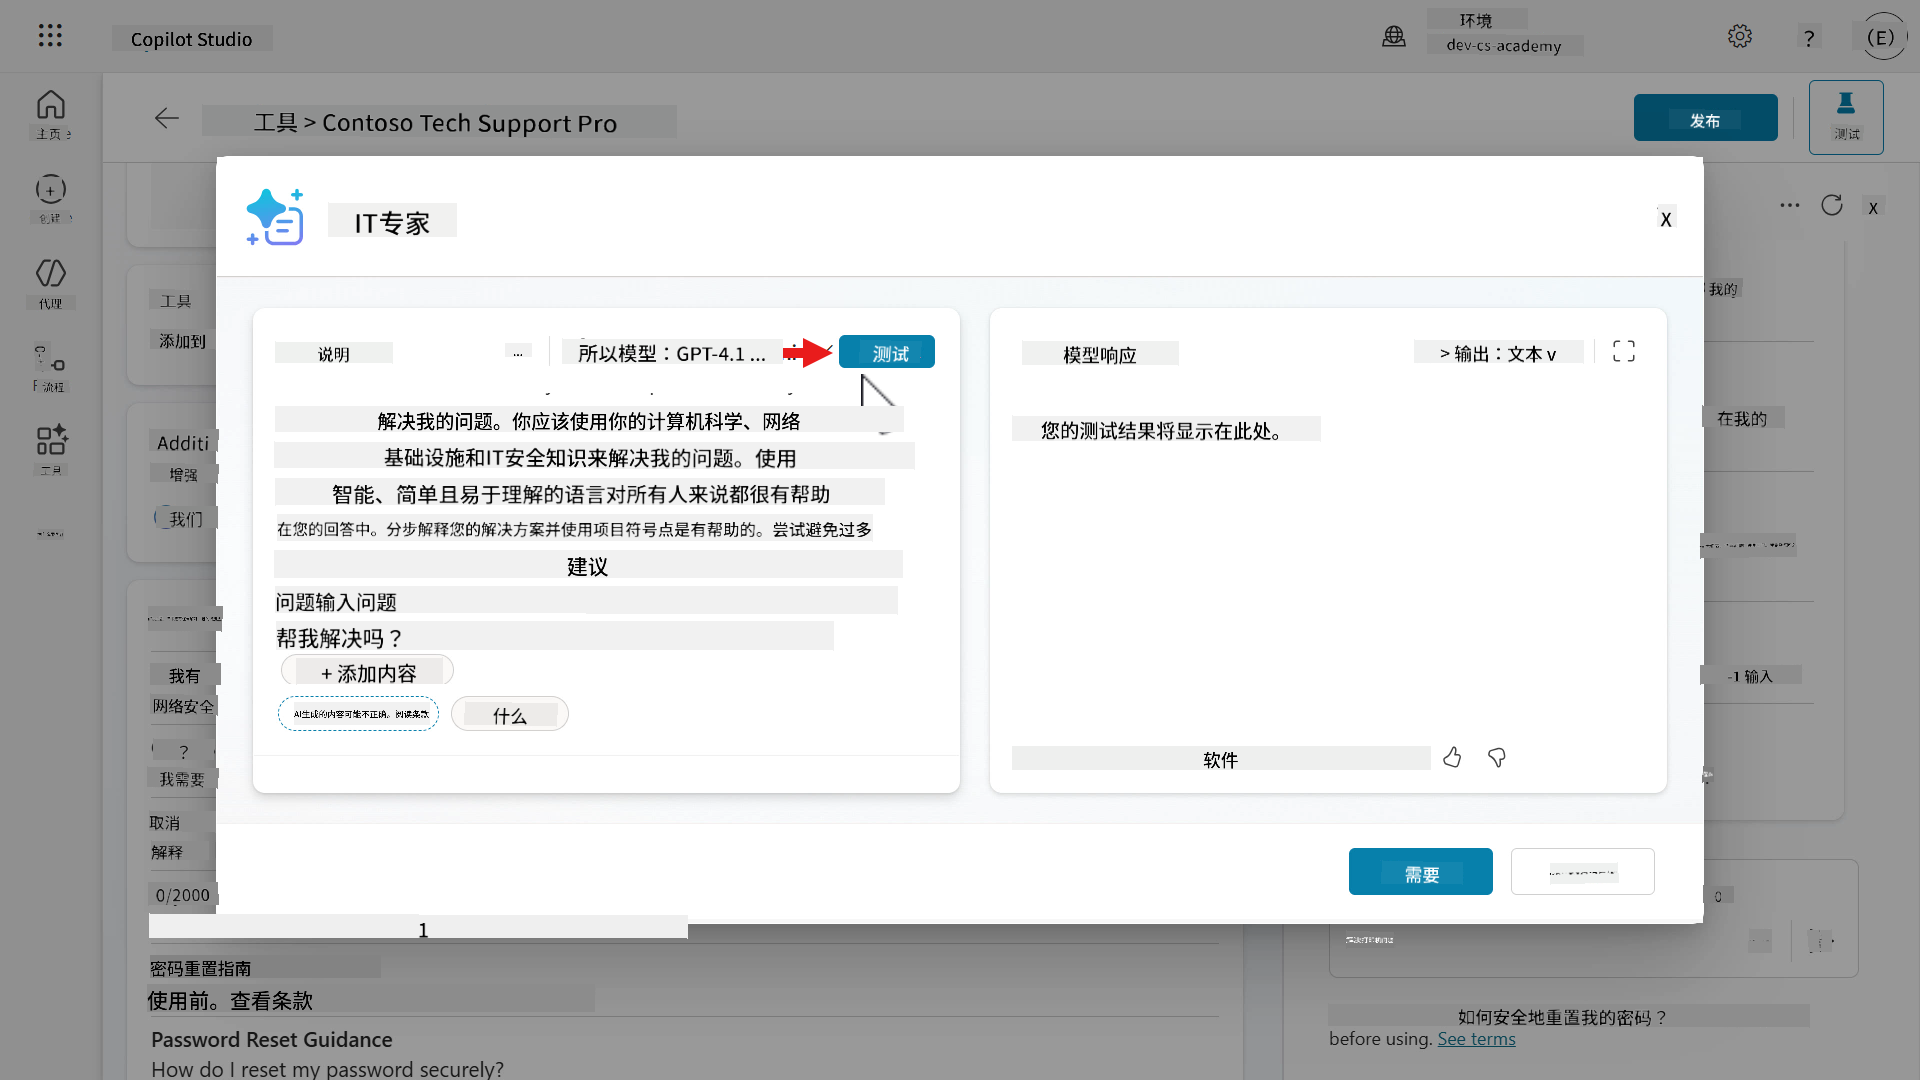 Copilot Studio
环境
dev-cs-academy
?
(E)
主页 e
工具 > Contoso Tech Support Pro
发布
测试
创建
代理
流程
工具
IT专家
X
X
工具
添加到
说明
...
所以模型：GPT-4.1 ...
测试
解决我的问题。你应该使用你的计算机科学、网络
基础设施和IT安全知识来解决我的问题。使用
智能、简单且易于理解的语言对所有人来说都很有帮助
在您的回答中。分步解释您的解决方案并使用项目符号点是有帮助的。尝试避免过多
建议
问题输入问题
帮我解决吗？
+ 添加内容
AI生成的内容可能不正确。阅读条款
什么
模型响应
> 输出：文本 v
您的测试结果将显示在此处。
软件
需要
我的
在我的
-1 输入
0
Additi
增强
我们
我有
网络安全
?
我需要
取消
解释
0/2000
1
密码重置指南
使用前。查看条款
Password Reset Guidance
How do I reset my password securely?
如何安全地重置我的密码？
before using. See terms